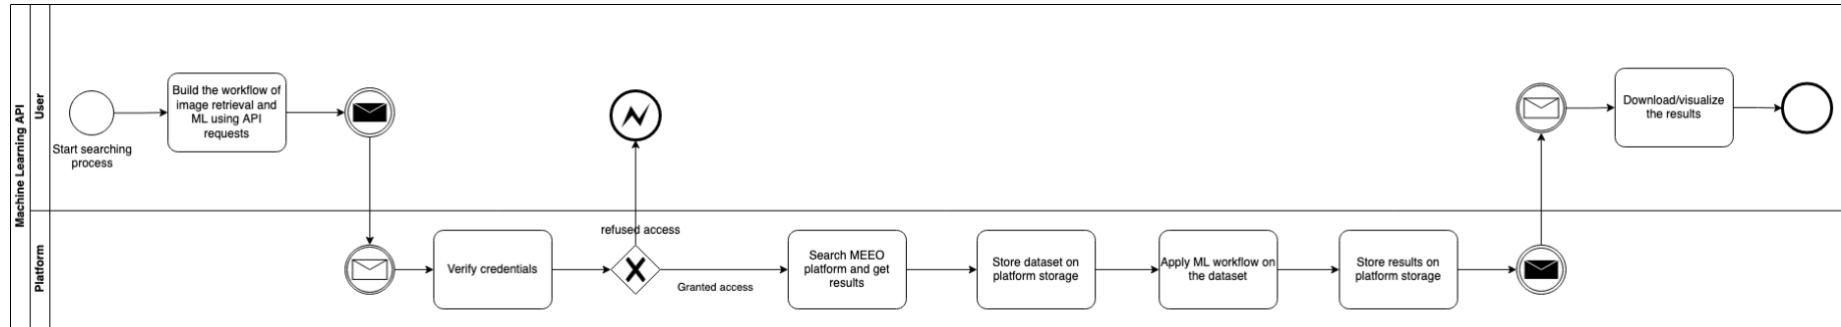 Machine Learning API
User
Platform
Start searching
process
Build the workflow of
image retrieval and
ML using API
requests
Download/visualize
the results
refused access
Verify credentials
Granted access
Search MEEO
platform and get
results
Store dataset on
platform storage
Apply ML workflow on
the dataset
Store results on
platform storage